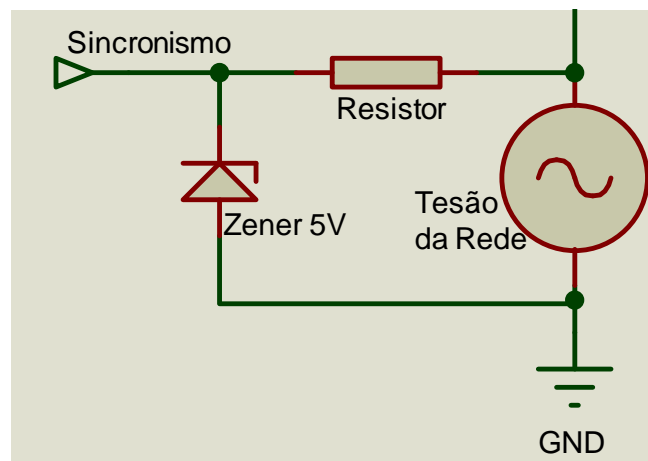 Sincronismo
Resistor
Zener 5V
Tesão
da Rede
GND